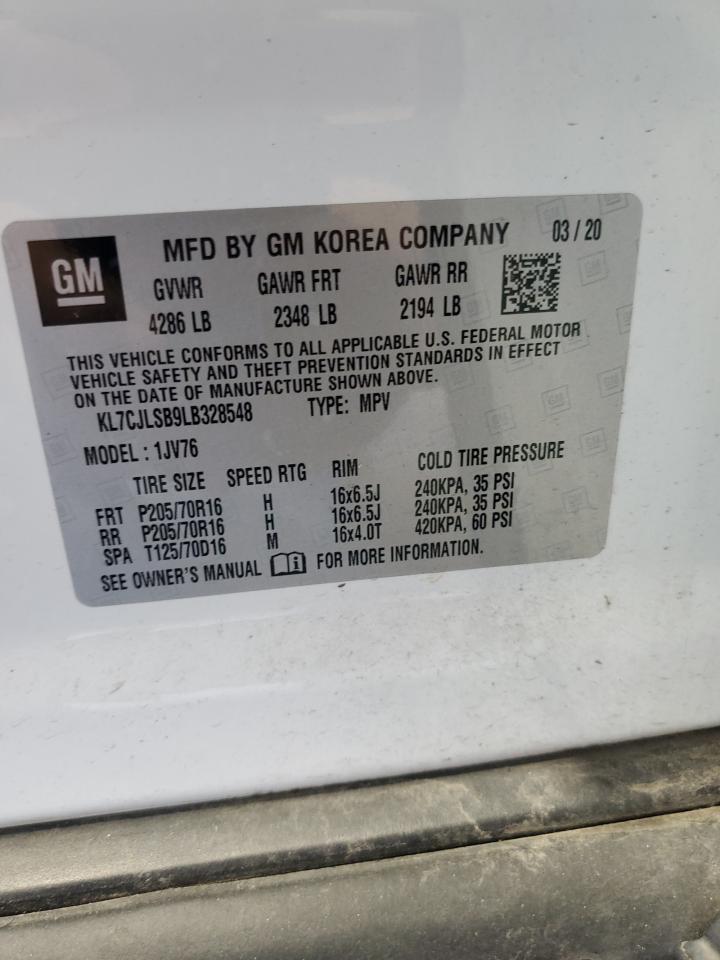 GM MFD BY GM KOREA COMPANY 03 / 20
GVWR GAWR FRT GAWR RR
4286 LB 2348 LB 2194 LB
THIS VEHICLE CONFORMS TO ALL APPLICABLE U.S. FEDERAL MOTOR
VEHICLE SAFETY AND THEFT PREVENTION STANDARDS IN EFFECT
ON THE DATE OF MANUFACTURE SHOWN ABOVE.
KL7CJLSB9LB328548 TYPE: MPV
MODEL : 1JV76
TIRE SIZE SPEED RTG RIM COLD TIRE PRESSURE
FRT P205/70R16 H 16x6.5J 240KPA, 35 PSI
RR P205/70R16 H 16x6.5J 240KPA, 35 PSI
SPA T125/70D16 M 16x4.0T 420KPA, 60 PSI
SEE OWNER'S MANUAL i FOR MORE INFORMATION.